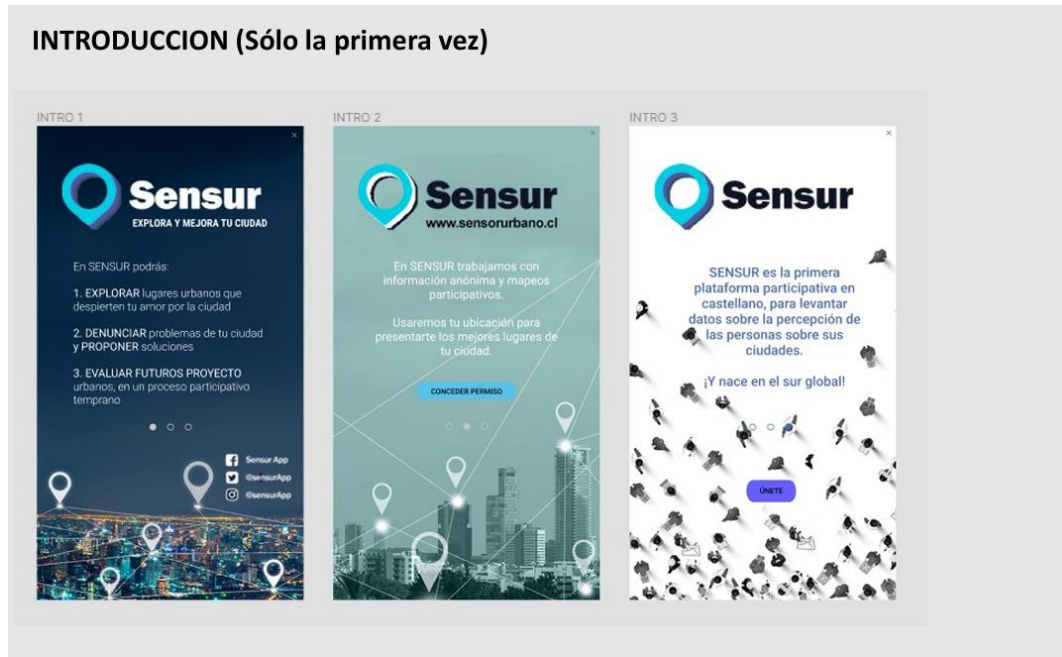 INTRODUCCION (Sólo la primera vez)
INTRO 1
Sensur
EXPLORA Y MEJORA TU CIUDAD
En SENSUR podrás:
1. EXPLORAR lugares urbanos que
despierten tu amor por la ciudad
2. DENUNCIAR problemas de tu ciudad
y PROPONER soluciones
3. EVALUAR FUTUROS PROYECTO
urbanos, en un proceso participativo
temprano
Sensur App
@sensurApp
@sensurApp
INTRO 2
Sensur
www.sensorurbano.cl
En SENSUR trabajamos con
información anónima y mapeos
participativos.
Usaremos tu ubicación para
presentarte los mejores lugares de
tu ciudad.
CONCEDER PERMISO
INTRO 3
Sensur
SENSUR es la primera
plataforma participativa en
castellano, para levantar
datos sobre la percepción de
las personas sobre sus
ciudades.
¡Y nace en el sur global!
ÚNETE